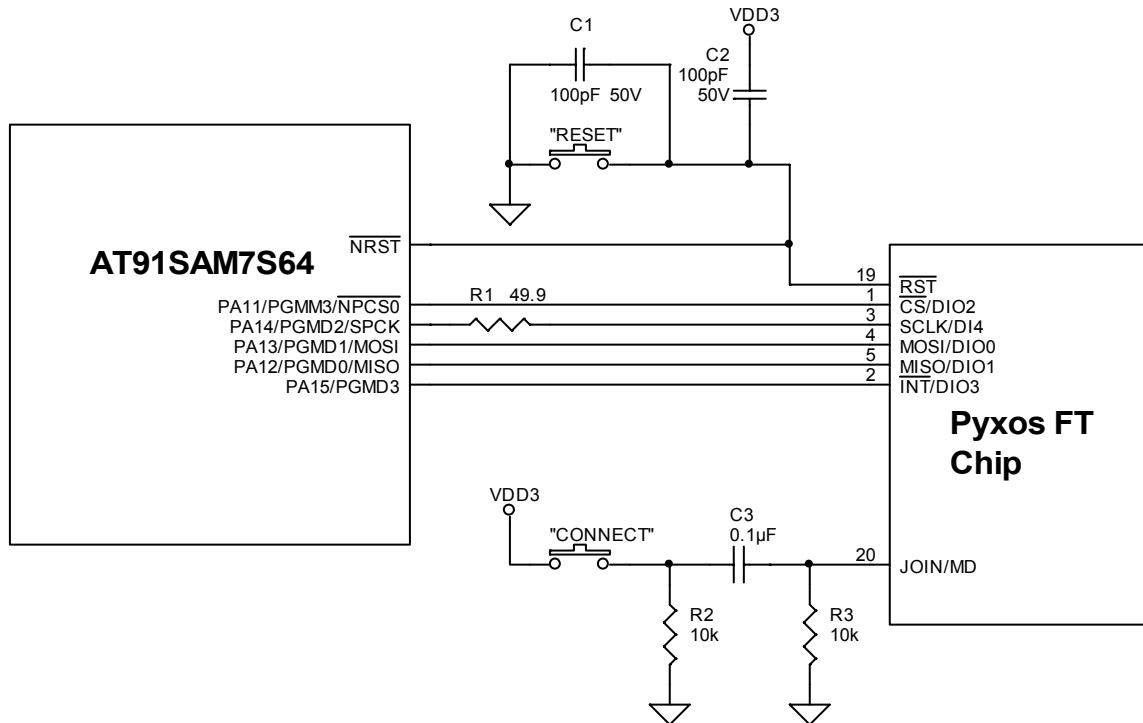 VDD3
C1
C2
100pF
50V
100pF 50V
"RESET"
AT91SAM7S64
NRST
PA11/PGMM3/NPCS0
PA14/PGMD2/SPCK
PA13/PGMD1/MOSI
PA12/PGMD0/MISO
PA15/PGMD3
R1 49.9
19
1
3
4
5
2
RST
CS/DIO2
SCLK/DI4
MOSI/DIO0
MISO/DIO1
INT/DIO3
Pyxos FT
Chip
VDD3
"CONNECT"
C3
0.1µF
20
JOIN/MD
R2
10k
R3
10k